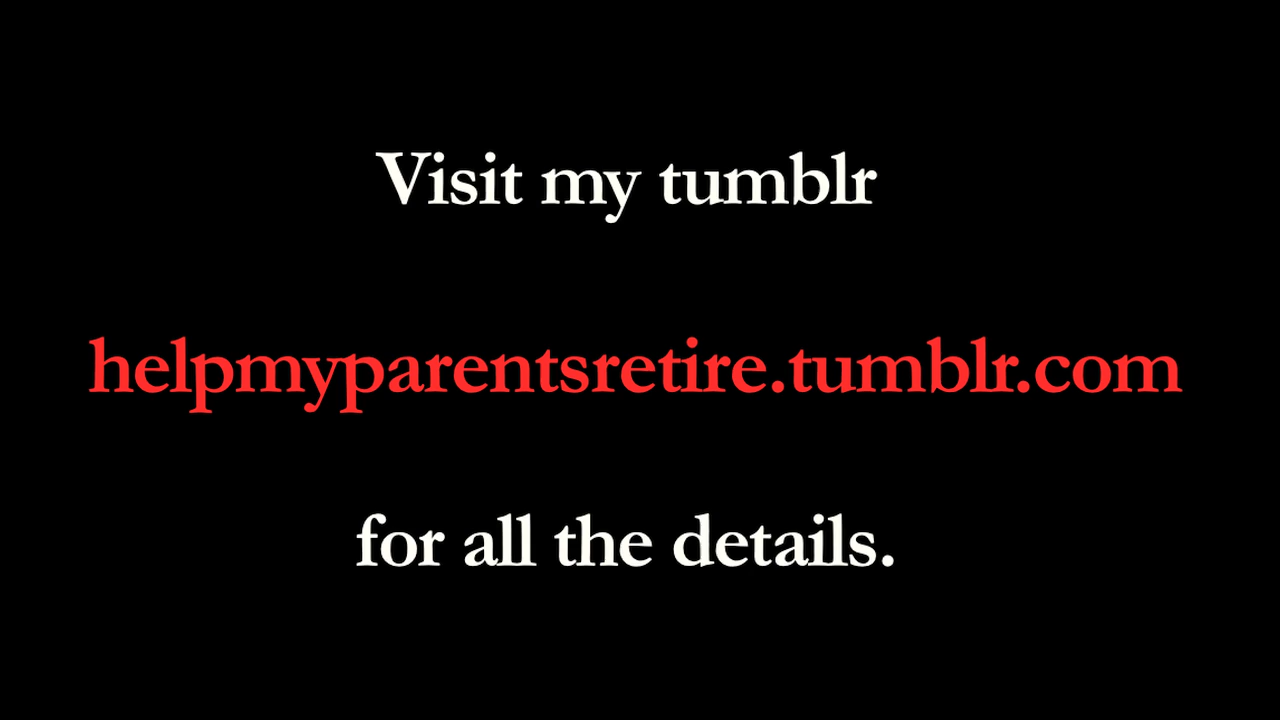 Visit my tumblr
helpmyparentsretire.tumblr.com
for all the details.